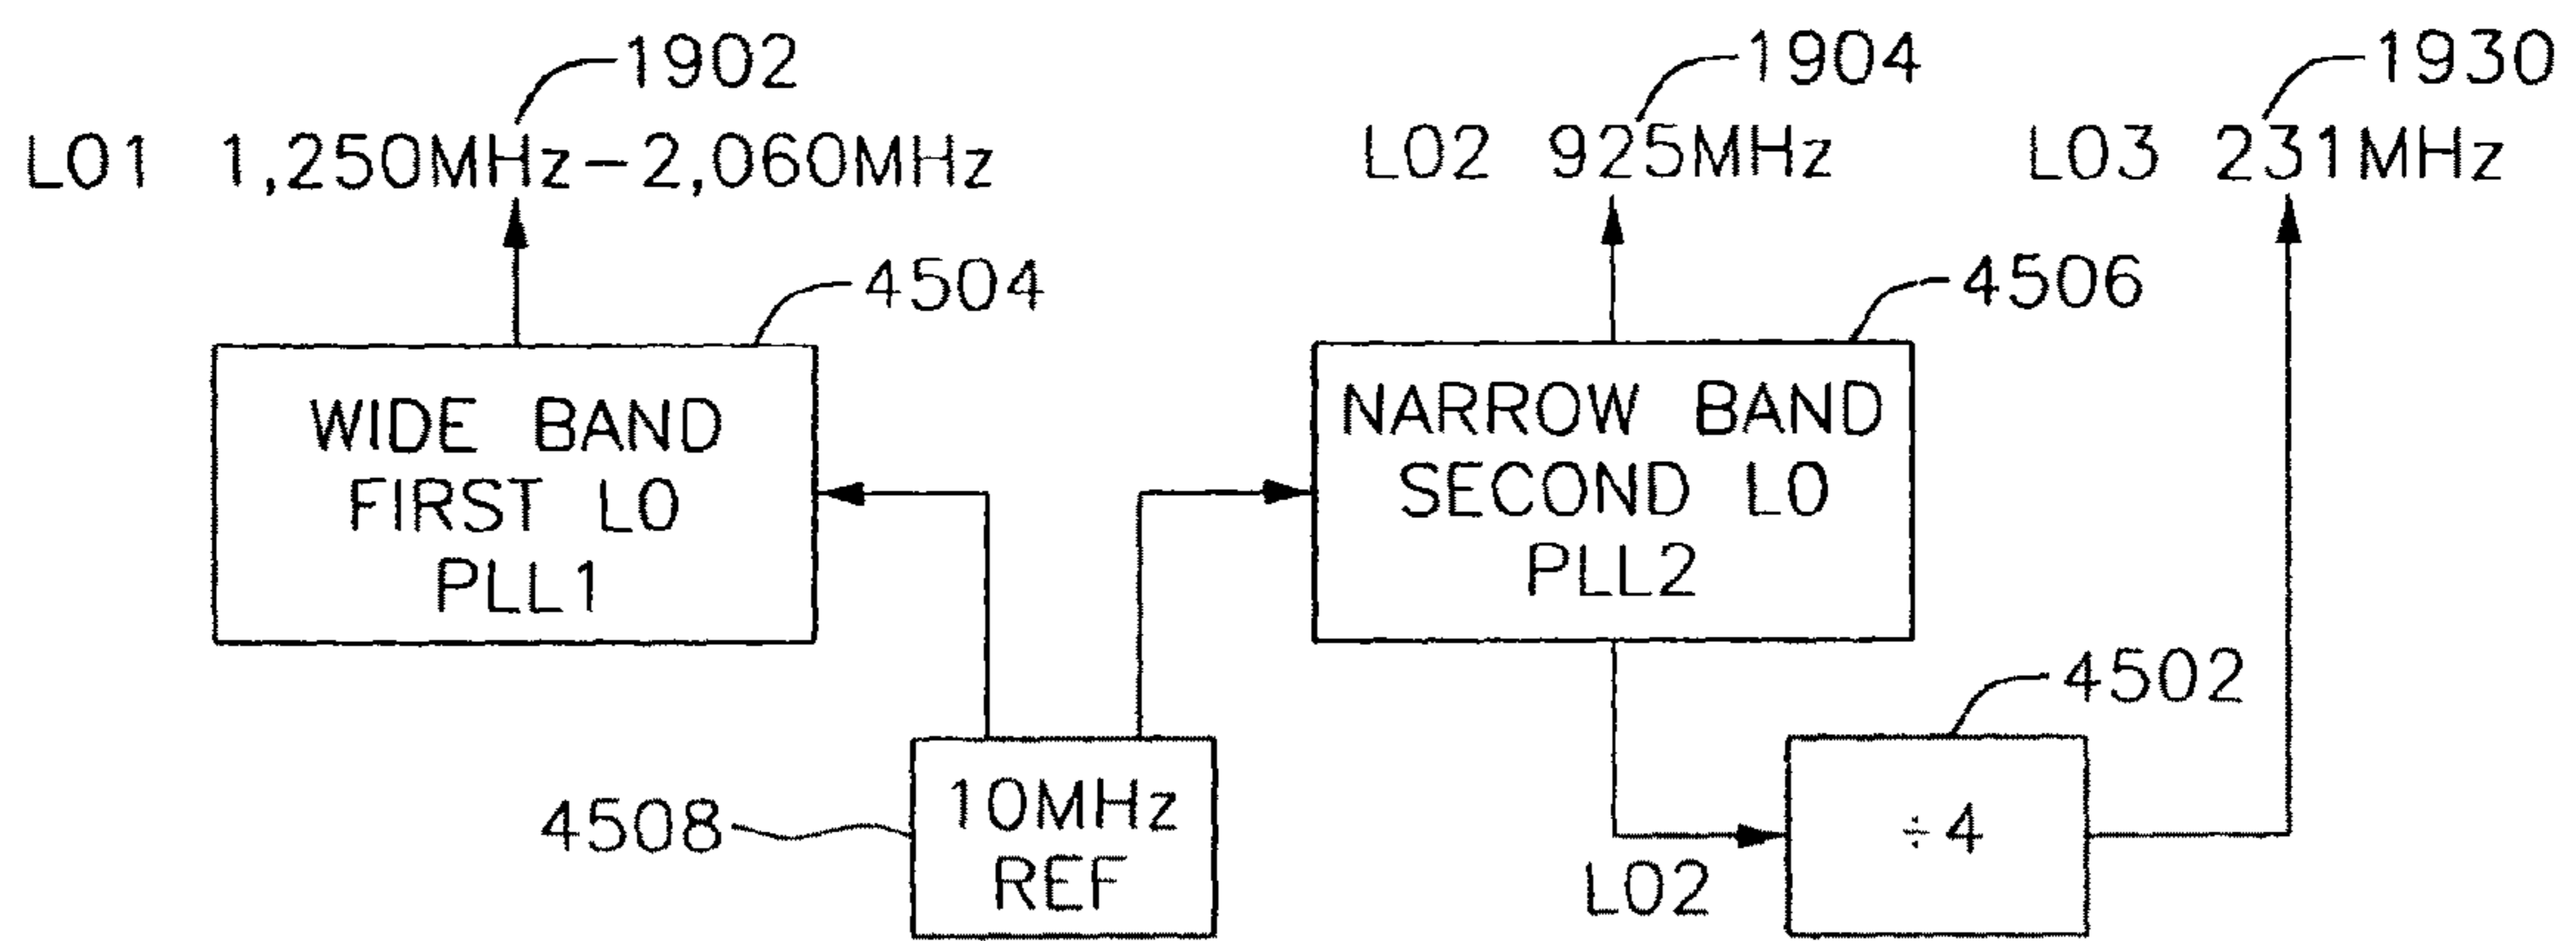 1902
1904
1930
LO1 1,250MHz-2,060MHz
LO2 925MHz
LO3 231MHz
4504
4506
WIDE BAND
FIRST LO
PLL1
NARROW BAND
SECOND LO
PLL2
4502
4508
10MHz
REF
÷4
LO2